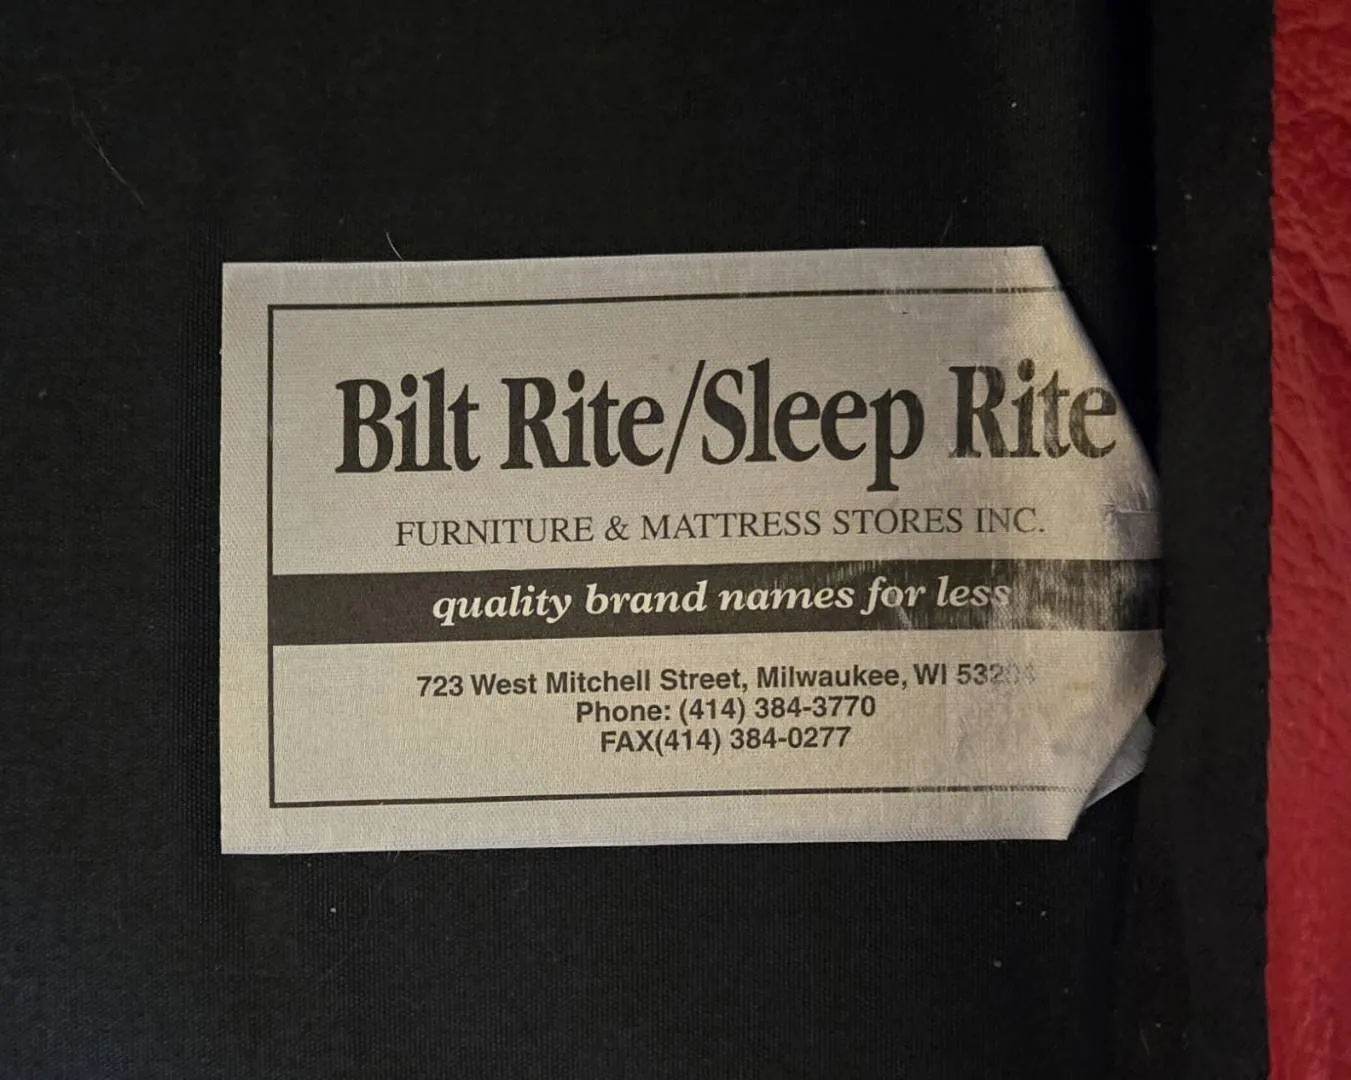 Bilt Rite/Sleep Rite
FURNITURE & MATTRESS STORES INC.
quality brand names for less
723 West Mitchell Street, Milwaukee, WI
Phone: (414) 384-3770
FAX(414) 384-0277